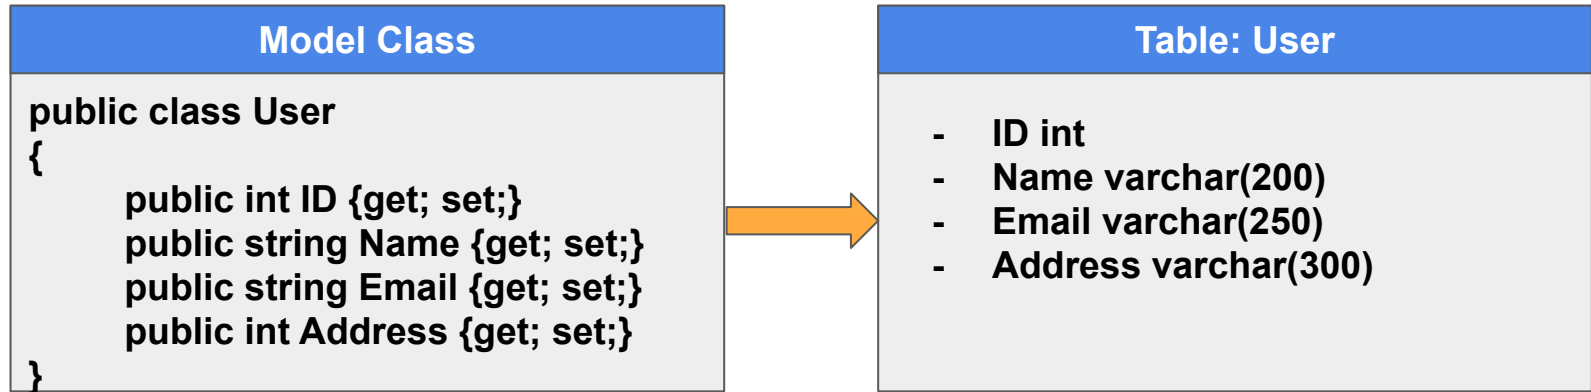 Model Class
public class User
{
public int ID {get; set;}
public string Name {get; set;}
public string Email {get; set;}
public int Address {get; set;}
}
Table: User
- ID int
- Name varchar(200)
- Email varchar(250)
- Address varchar(300)